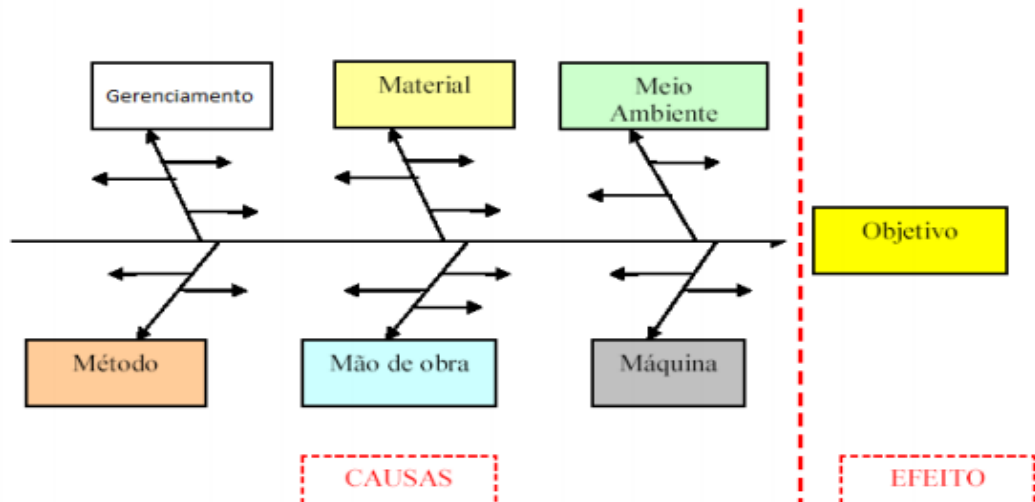 Gerenciamento
Material
Meio
Ambiente
Objetivo
Método
Mão de obra
Máquina
CAUSAS
EFEITO